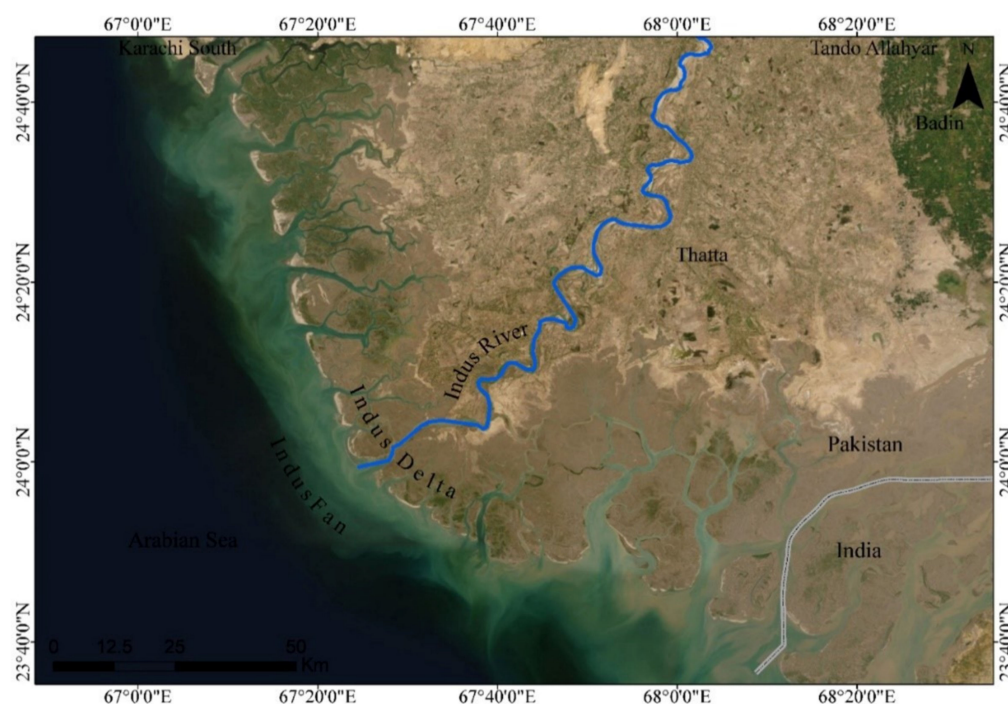 67°0'0"E 67°20'0"E 67°40'0"E 68°0'0"E 68°20'0"E
Karachi South
Tando Allahyar
N
24°40'0"N
24°40'0"N
Badin
Thatta
24°20'0"N
24°20'0"N
Indus River
Indus Delta
Indus Fan
Pakistan
24°0'0"N
24°0'0"N
Arabian Sea
India
23°40'0"N
23°40'0"N
0 12.5 25 50
Km
67°0'0"E 67°20'0"E 67°40'0"E 68°0'0"E 68°20'0"E